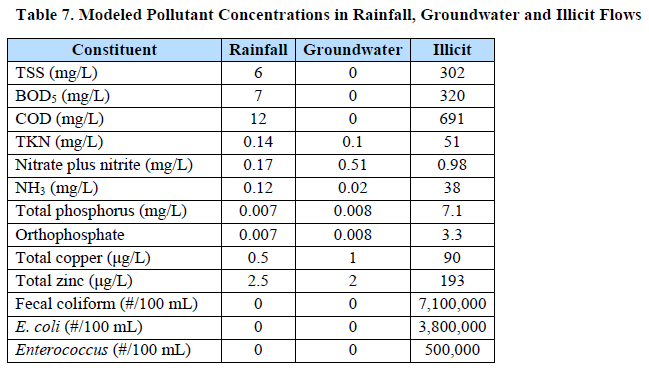 Table 7. Modeled Pollutant Concentrations in Rainfall, Groundwater and Illicit Flows
Constituent Rainfall Groundwater Illicit
TSS (mg/L) 6 0 302
BOD₅ (mg/L) 7 0 320
COD (mg/L) 12 0 691
TKN (mg/L) 0.14 0.1 51
Nitrate plus nitrite (mg/L) 0.17 0.51 0.98
NH₃ (mg/L) 0.12 0.02 38
Total phosphorus (mg/L) 0.007 0.008 7.1
Orthophosphate 0.007 0.008 3.3
Total copper (µg/L) 0.5 1 90
Total zinc (µg/L) 2.5 2 193
Fecal coliform (#/100 mL) 0 0 7,100,000
E. coli (#/100 mL) 0 0 3,800,000
Enterococcus (#/100 mL) 0 0 500,000